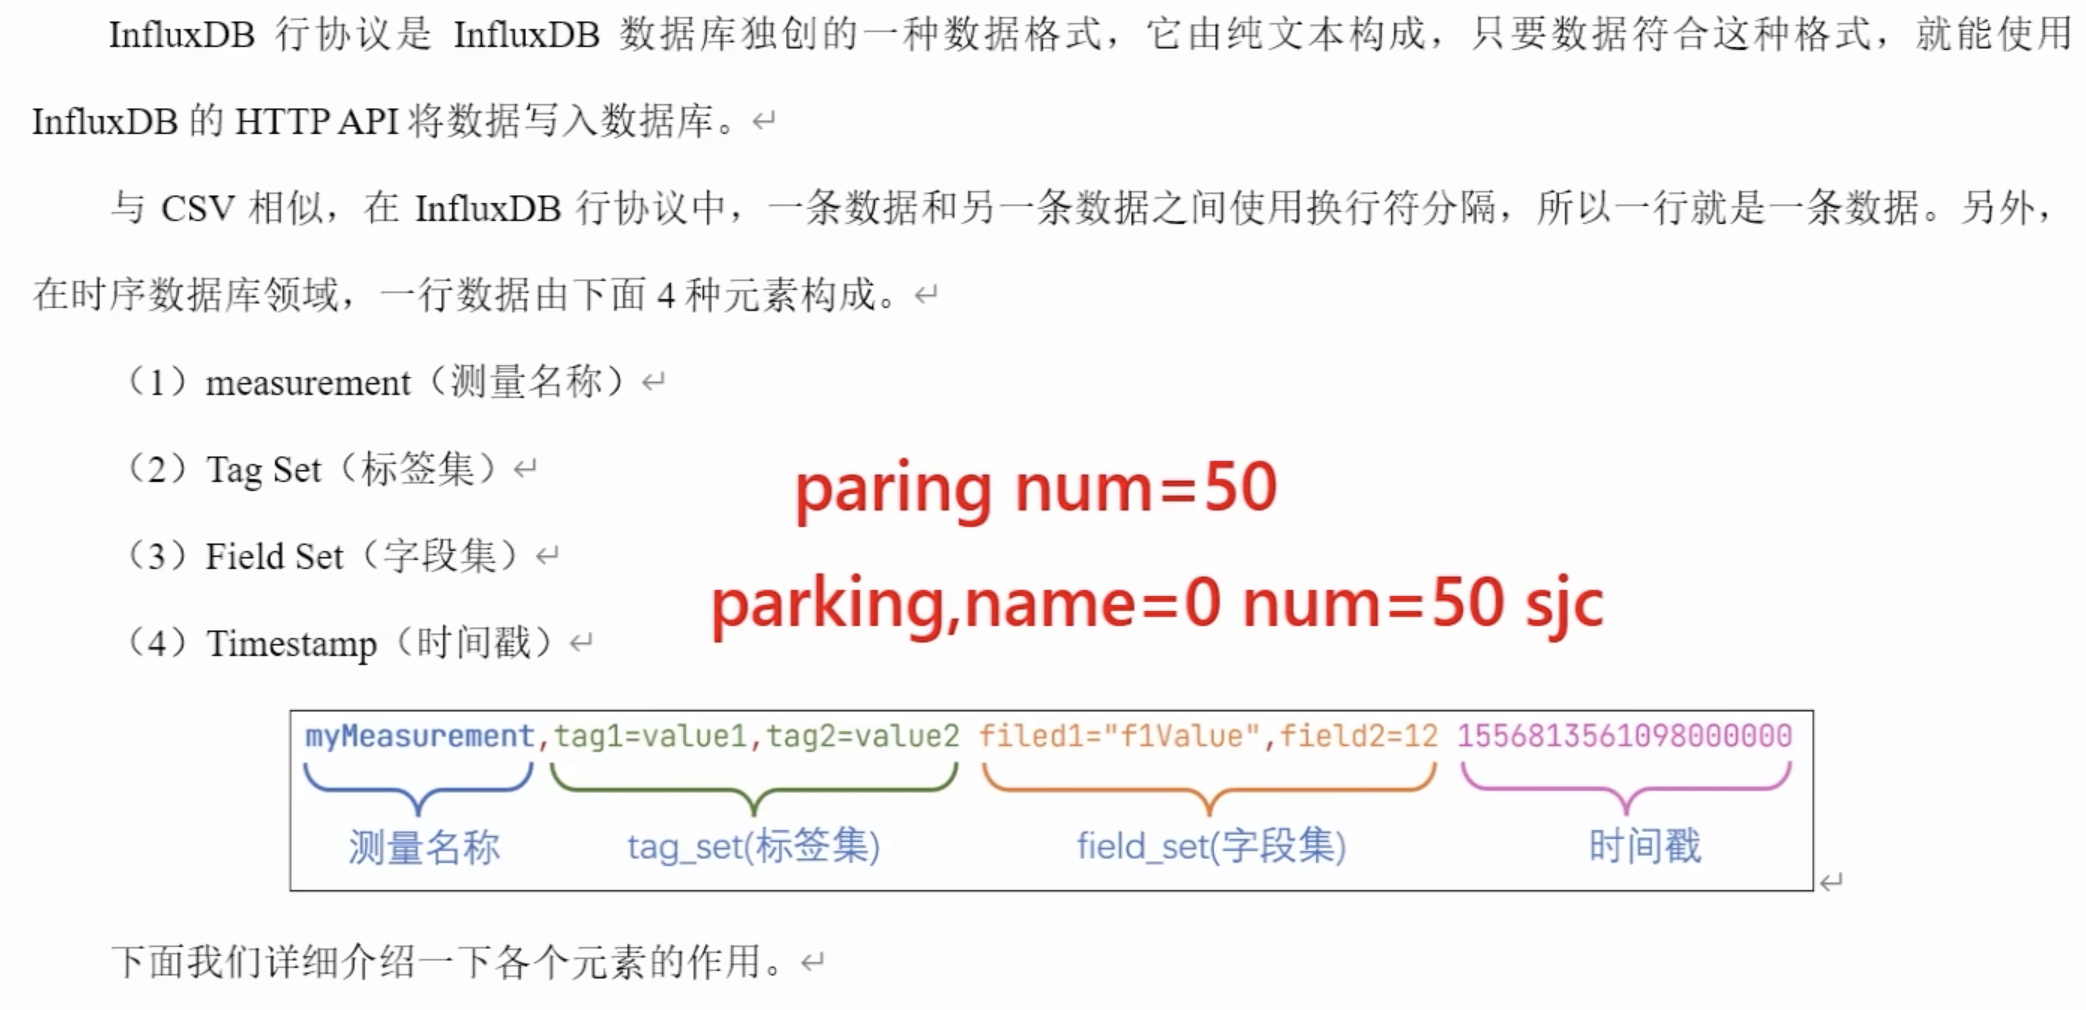 InfluxDB 行协议是 InfluxDB 数据库独创的一种数据格式，它由纯文本构成，只要数据符合这种格式，就能使用
InfluxDB 的 HTTP API 将数据写入数据库。↵
与 CSV 相似，在 InfluxDB 行协议中，一条数据和另一条数据之间使用换行符分隔，所以一行就是一条数据。另外，
在时序数据库领域，一行数据由下面 4 种元素构成。↵
（1）measurement（测量名称）↵
（2）Tag Set（标签集）↵
paring num=50
（3）Field Set（字段集）↵
parking,name=0 num=50 sjc
（4）Timestamp（时间戳）↵
myMeasurement,tag1=value1,tag2=value2 filed1="f1Value",field2=12 1556813561098000000
测量名称 tag_set(标签集) field_set(字段集) 时间戳
↵
下面我们详细介绍一下各个元素的作用。↵